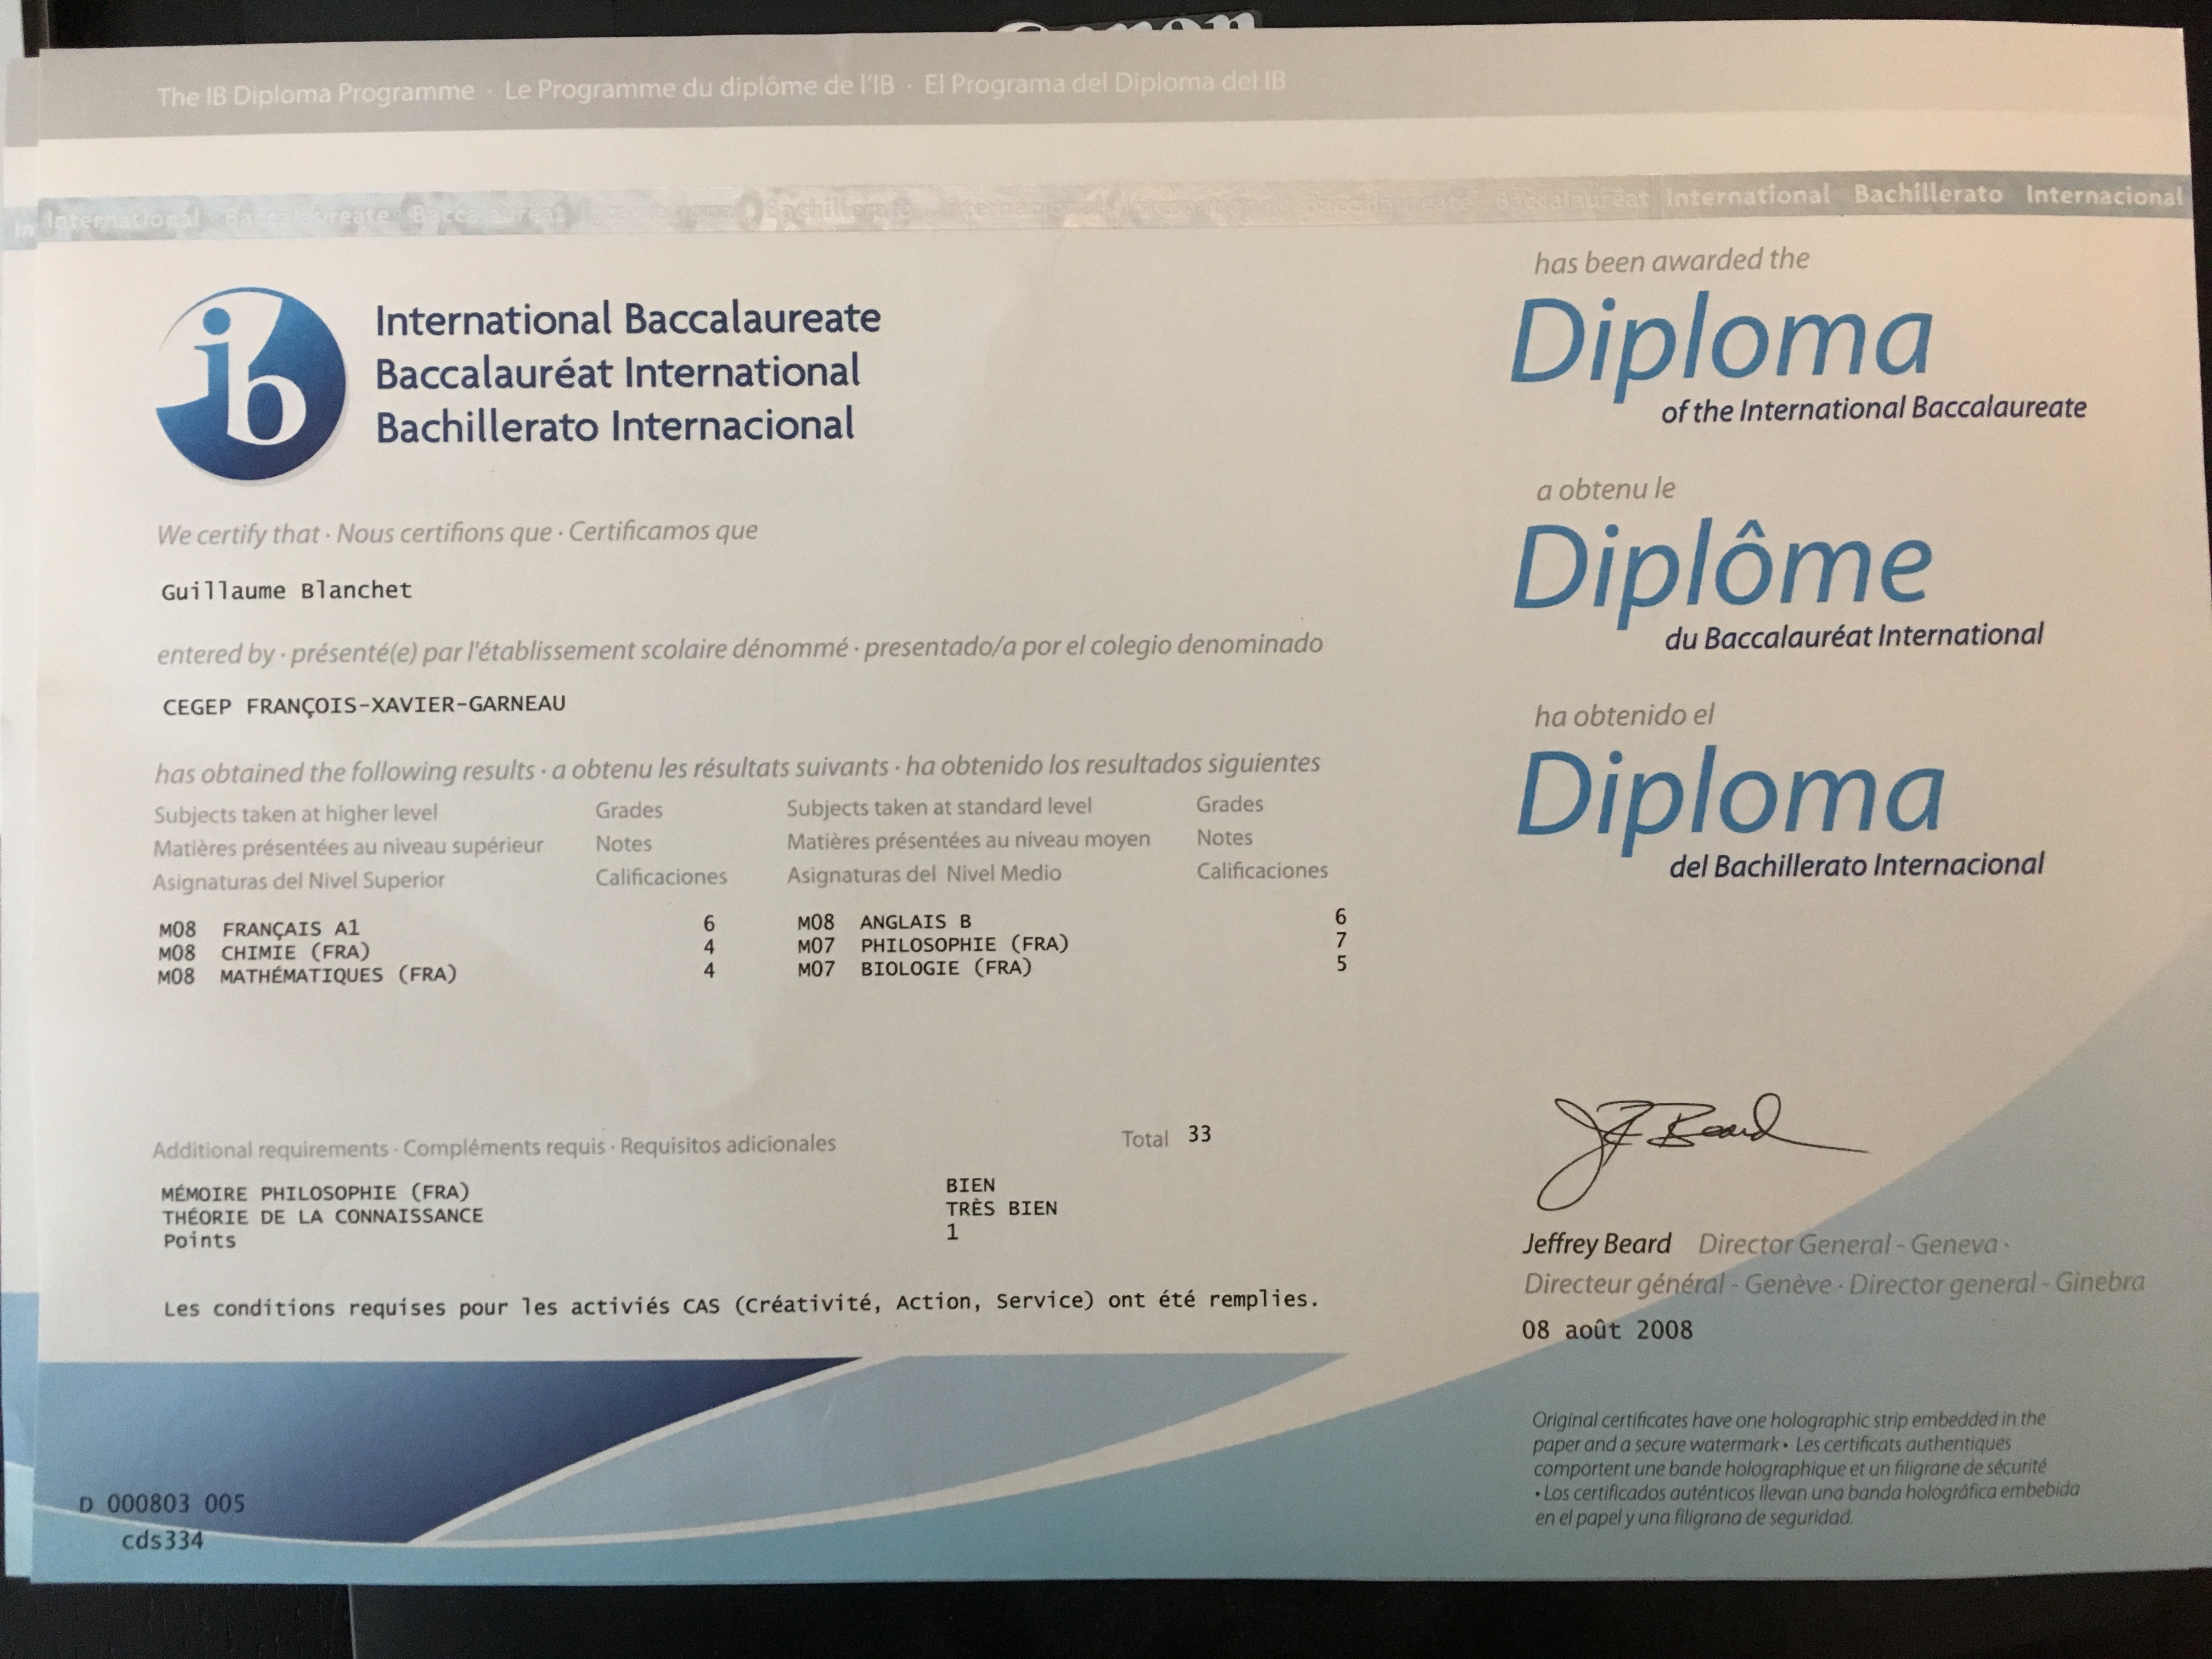 The IB Diploma Programme · Le Programme du diplôme de l'IB · El Programa del Diploma del IB
International Baccalaureate
Baccalauréat International
Bachillerato Internacional
We certify that · Nous certifions que · Certificamos que
Guillaume Blanchet
entered by · présenté(e) par l'établissement scolaire dénommé · presentado/a por el colegio denominado
CEGEP FRANÇOIS-XAVIER-GARNEAU
has obtained the following results · a obtenu les résultats suivants · ha obtenido los resultados siguientes
Subjects taken at higher level Grades Subjects taken at standard level Grades
Matières présentées au niveau supérieur Notes Matières présentées au niveau moyen Notes
Asignaturas del Nivel Superior Calificaciones Asignaturas del Nivel Medio Calificaciones
M08 FRANÇAIS A1 6 M08 ANGLAIS B 6
M08 CHIMIE (FRA) 4 M07 PHILOSOPHIE (FRA) 7
M08 MATHÉMATIQUES (FRA) 4 M07 BIOLOGIE (FRA) 5
Additional requirements · Compléments requis · Requisitos adicionales Total 33
MÉMOIRE PHILOSOPHIE (FRA) BIEN
THÉORIE DE LA CONNAISSANCE TRÈS BIEN
Points 1
Les conditions requises pour les activiés CAS (Créativité, Action, Service) ont été remplies.
D 000803 005
cds334
International Bachillerato Internacional
has been awarded the
Diploma
of the International Baccalaureate
a obtenu le
Diplôme
du Baccalauréat International
ha obtenido el
Diploma
del Bachillerato Internacional
Jeffrey Beard Director General - Geneva ·
Directeur général - Genève · Director general - Ginebra
08 août 2008
Original certificates have one holographic strip embedded in the
paper and a secure watermark • Les certificats authentiques
comportent une bande holographique et un filigrane de sécurité
• Los certificados auténticos llevan una banda holográfica embebida
en el papel y una filigrana de seguridad.